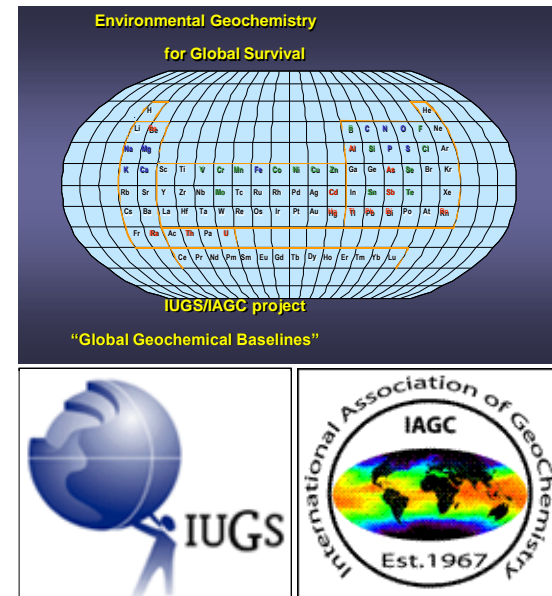 Environmental Geochemistry
for Global Survival
H He
Li Be B C N O F Ne
Na Mg Al Si P S Cl Ar
K Ca Sc Ti V Cr Mn Fe Co Ni Cu Zn Ga Ge As Se Br Kr
Rb Sr Y Zr Nb Mo Tc Ru Rh Pd Ag Cd In Sn Sb Te Xe
Cs Ba La Hf Ta W Re Os Ir Pt Au Hg Tl Pb Bi Po At Rn
Fr Ra Ac Th Pa U
Ce Pr Nd Pm Sm Eu Gd Tb Dy Ho Er Tm Yb Lu
IUGS/IAGC project
“Global Geochemical Baselines”
IUGS
International Association of GeoChemistry
IAGC
Est.1967